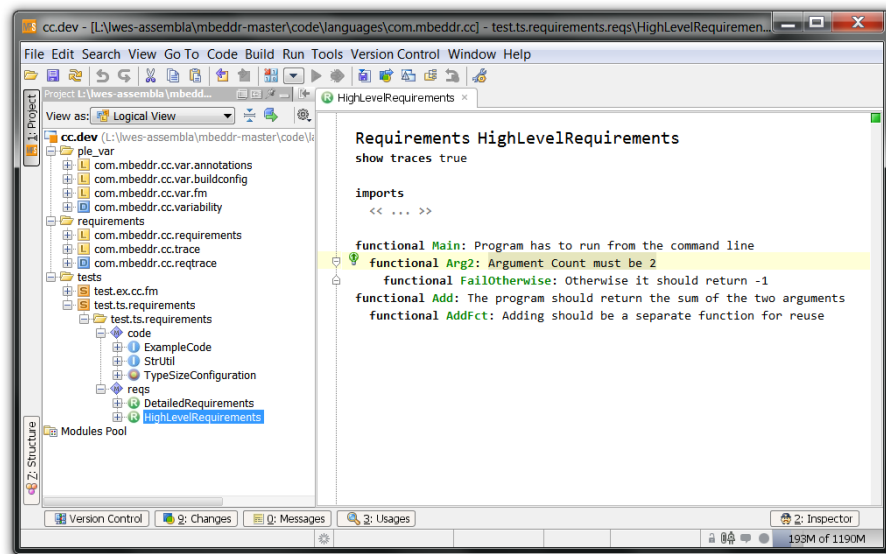 cc.dev - [L:\lwes-assembla\mbeddr-master\code\languages\com.mbeddr.cc] - test.ts.requirements.reqs\HighLevelRequiremen...
File Edit Search View Go To Code Build Run Tools Version Control Window Help
Project L:\lwes-assembla\mbedd...
HighLevelRequirements
1: Project
View as: Logical View
cc.dev (L:\lwes-assembla\mbeddr-master\code\la
ple_var
com.mbeddr.cc.var.annotations
com.mbeddr.cc.var.buildconfig
com.mbeddr.cc.var.fm
com.mbeddr.cc.variability
requirements
com.mbeddr.cc.requirements
com.mbeddr.cc.trace
com.mbeddr.cc.reqtrace
tests
test.ex.cc.fm
test.ts.requirements
test.ts.requirements
code
ExampleCode
StrUtil
TypeSizeConfiguration
reqs
DetailedRequirements
HighLevelRequirements
Modules Pool
Z: Structure
Requirements HighLevelRequirements
show traces true
imports
<< ... >>
functional Main: Program has to run from the command line
functional Arg2: Argument Count must be 2
functional FailOtherwise: Otherwise it should return -1
functional Add: The program should return the sum of the two arguments
functional AddFct: Adding should be a separate function for reuse
Version Control 9: Changes 0: Messages 3: Usages 2: Inspector
193M of 1190M